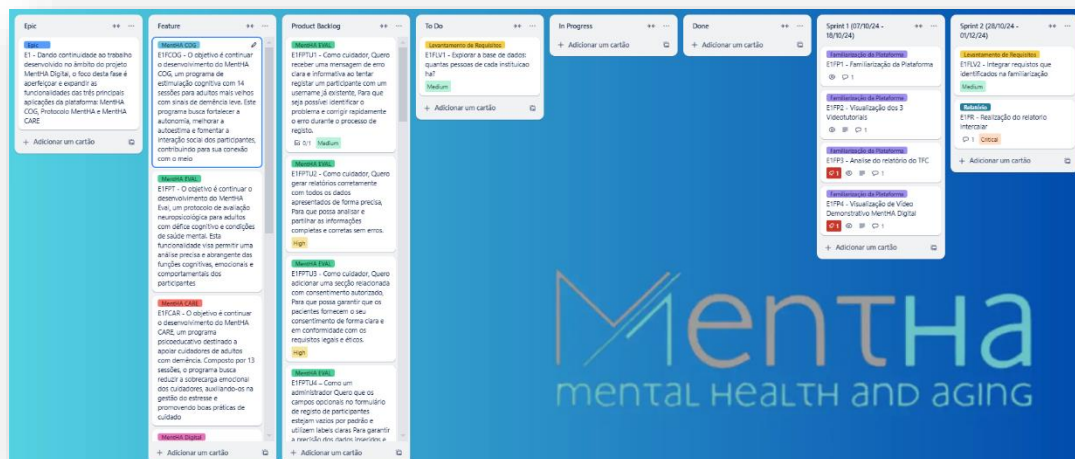 Epic
Epic
E1 - Dando continuidade ao trabalho
desenvolvido no âmbito do projeto
MentHA Digital, o foco desta fase é
aperfeiçoar e expandir as
funcionalidades das três principais
aplicações da plataforma: MentHA
COG, Protocolo MentHA e MentHA
CARE
+ Adicionar um cartão
Feature
MentHA COG
E1FCOG - O objetivo é continuar
o desenvolvimento do MentHA
COG, um programa de
estimulação cognitiva com 14
sessões para adultos mais velhos
com sinais de demência leve. Este
programa busca fortalecer a
autonomia, melhorar a
autoestima e fomentar a
interação social dos participantes,
contribuindo para sua conexão
com o meio
MentHA EVAL
E1FPT - O objetivo é continuar o
desenvolvimento do MentHA
Eval, um protocolo de avaliação
neuropsicológica para adultos
com défice cognitivo e condições
de saúde mental. Esta
funcionalidade visa permitir uma
análise precisa e abrangente das
funções cognitivas, emocionais e
comportamentais dos
participantes
MentHA CARE
E1FCAR - O objetivo é continuar
o desenvolvimento do MentHA
CARE, um programa
psicoeducativo destinado a
apoiar cuidadores de adultos
com demência. Composto por 13
sessões, o programa busca
reduzir a sobrecarga emocional
dos cuidadores, auxiliando-os na
gestão do estresse e
promovendo boas práticas de
cuidado
MentHA Digital
+ Adicionar um cartão
Product Backlog
MentHA EVAL
E1FPTU1 - Como cuidador, Quero
receber uma mensagem de erro
clara e informativa ao tentar
registar um participante com um
username já existente, Para que
seja possível identificar o
problema e corrigir rapidamente
o erro durante o processo de
registo.
0/1 Medium
MentHA EVAL
E1FPTU2 - Como cuidador, Quero
gerar relatórios corretamente
com todos os dados
apresentados de forma precisa,
Para que possa analisar e
partilhar as informações
completas e corretas sem erros.
High
MentHA EVAL
E1FPTU3 - Como cuidador, Quero
adicionar uma secção relacionada
com consentimento autorizado,
Para que possa garantir que os
pacientes fornecem o seu
consentimento de forma clara e
em conformidade com os
requisitos legais e éticos.
High
MentHA EVAL
E1FPTU4 – Como um
administrador Quero que os
campos opcionais no formulário
de registo de participantes
estejam vazios por padrão e
utilizem labels claras Para garantir
a precisão dos dados inseridos e
+ Adicionar um cartão
To Do
Levantamento de Requisitos
E1FLV1 - Explorar a base de dados:
quantas pessoas de cada instituicao
ha?
Medium
+ Adicionar um cartão
In Progress
+ Adicionar um cartão
Done
+ Adicionar um cartão
Sprint 1 (07/10/24 -
18/10/24)
Familiarização da Plataforma
E1FP1 - Familiarização da Plataforma
1
Familiarização da Plataforma
E1FP2 - Visualização dos 3
Videotutoriais
1
Familiarização da Plataforma
E1FP3 - Analise do relatório do TFC
1 1
Familiarização da Plataforma
E1FP4 - Visualização de Vídeo
Demonstrativo MentHA Digital
1 1
+ Adicionar um cartão
Sprint 2 (28/10/24 -
01/12/24)
Levantamento de Requisitos
E1FLV2 - Integrar requistos que
identificados na familiarização
Medium
Relatório
E1FR - Realização do relatorio
intercalar
1 Critical
+ Adicionar um cartão
MentHa
mental Health and aging